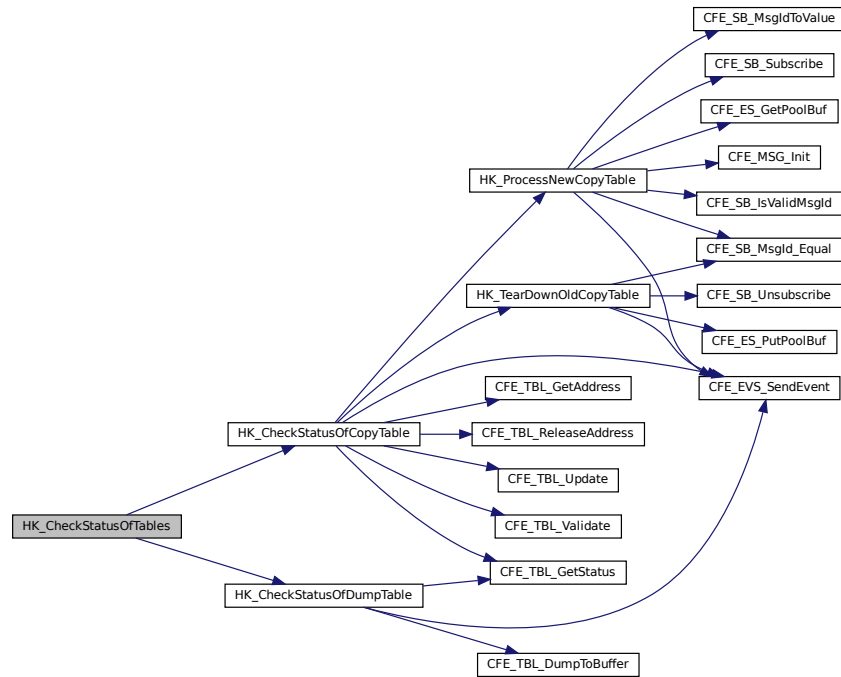 CFE_SB_MsgIdToValue
CFE_SB_Subscribe
CFE_ES_GetPoolBuf
CFE_MSG_Init
HK_ProcessNewCopyTable
CFE_SB_IsValidMsgId
CFE_SB_MsgId_Equal
HK_TearDownOldCopyTable
CFE_SB_Unsubscribe
CFE_ES_PutPoolBuf
CFE_TBL_GetAddress
CFE_EVS_SendEvent
HK_CheckStatusOfCopyTable
CFE_TBL_ReleaseAddress
CFE_TBL_Update
HK_CheckStatusOfTables
CFE_TBL_Validate
CFE_TBL_GetStatus
HK_CheckStatusOfDumpTable
CFE_TBL_DumpToBuffer